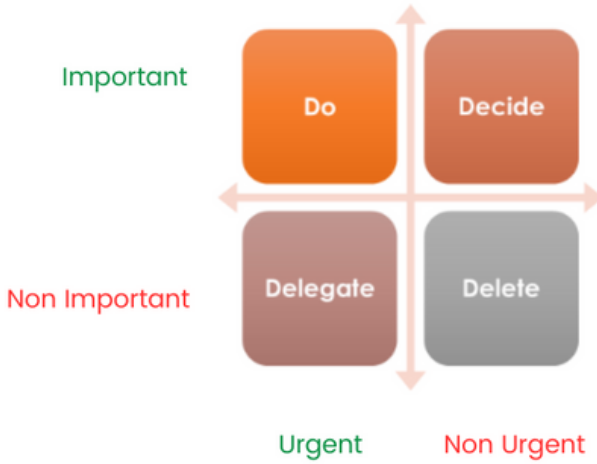 Important
Do
Decide
Non Important
Delegate
Delete
Urgent
Non Urgent